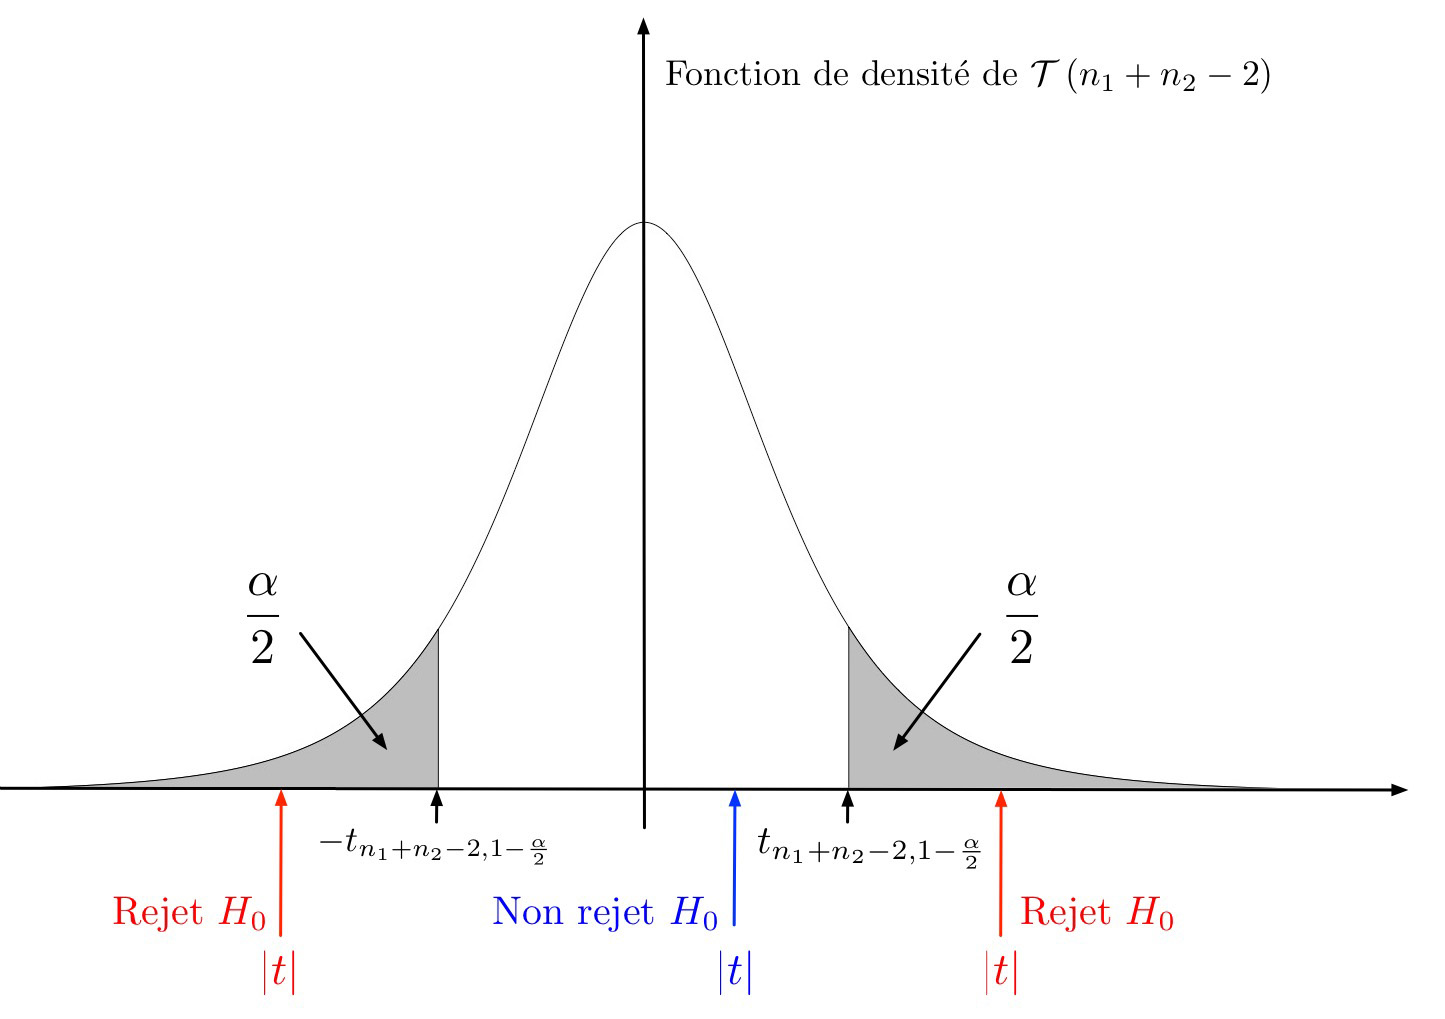 Fonction de densité de 𝒯 (n₁ + n₂ − 2)
α/2
α/2
−t_{n₁+n₂−2,1−α/2}
t_{n₁+n₂−2,1−α/2}
Rejet H₀
Non rejet H₀
Rejet H₀
|t|
|t|
|t|